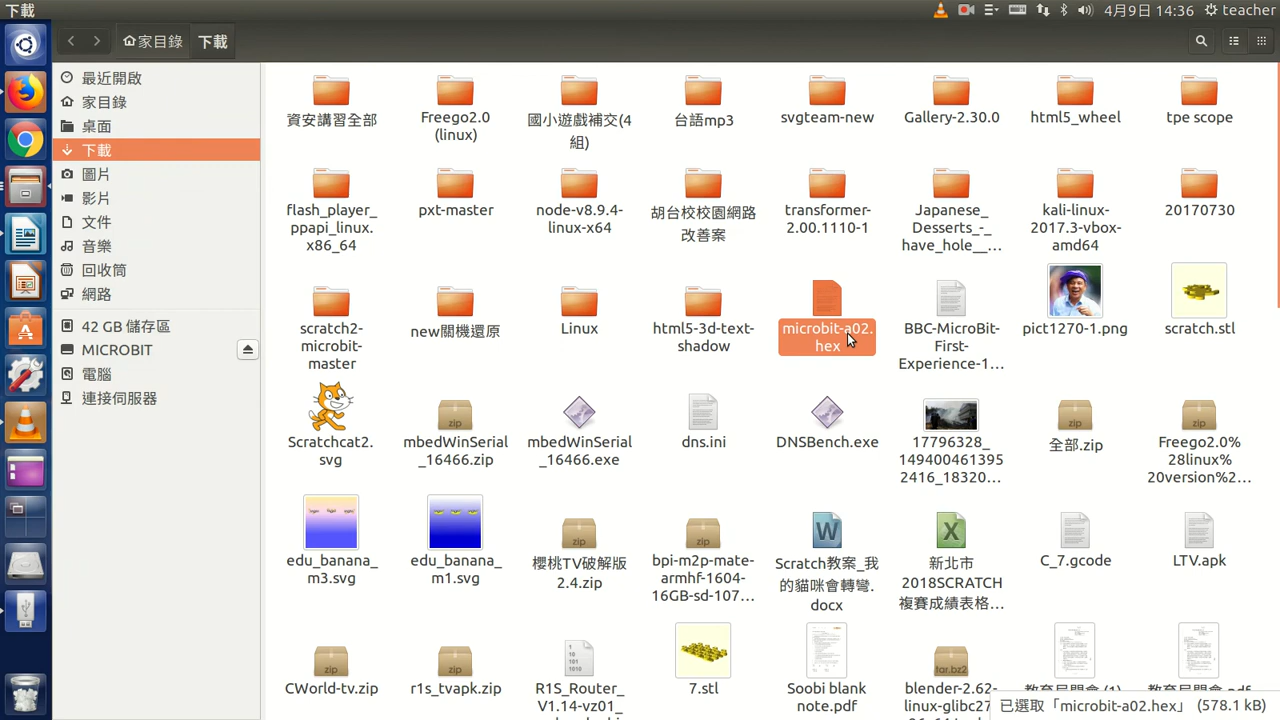 下載
4月9日 14:36
teacher
家目錄
下載
最近開啟
家目錄
桌面
下載
圖片
影片
文件
音樂
回收筒
網路
42 GB 儲存區
MICROBIT
電腦
連接伺服器
資安講習全部
Freego2.0
(linux)
國小遊戲補交(4
組)
台語mp3
svgteam-new
Gallery-2.30.0
html5_wheel
tpe scope
flash_player_
ppapi_linux.
x86_64
pxt-master
node-v8.9.4-
linux-x64
胡台校校園網路
改善案
transformer-
2.00.1110-1
Japanese_
Desserts_-_
have_hole__...
kali-linux-
2017.3-vbox-
amd64
20170730
scratch2-
microbit-
master
new關機還原
Linux
html5-3d-text-
shadow
microbit-a02.
hex
BBC-MicroBit-
First-
Experience-1...
pict1270-1.png
scratch.stl
Scratchcat2.
svg
mbedWinSerial
_16466.zip
mbedWinSerial
_16466.exe
dns.ini
DNSBench.exe
17796328_
149400461395
2416_18320...
全部.zip
Freego2.0%
28linux%
20version%2...
edu_banana_
m3.svg
edu_banana_
m1.svg
櫻桃TV破解版
2.4.zip
bpi-m2p-mate-
armhf-1604-
16GB-sd-107...
Scratch教案_我
的貓咪會轉彎.
docx
新北市
2018SCRATCH
複賽成績表格...
C_7.gcode
LTV.apk
CWorld-tv.zip
r1s_tvapk.zip
R1S_Router_
V1.14-vz01_
7.stl
Soobi blank
note.pdf
blender-2.62-
linux-glibc27
已選取「microbit-a02.hex」 (578.1 kB)